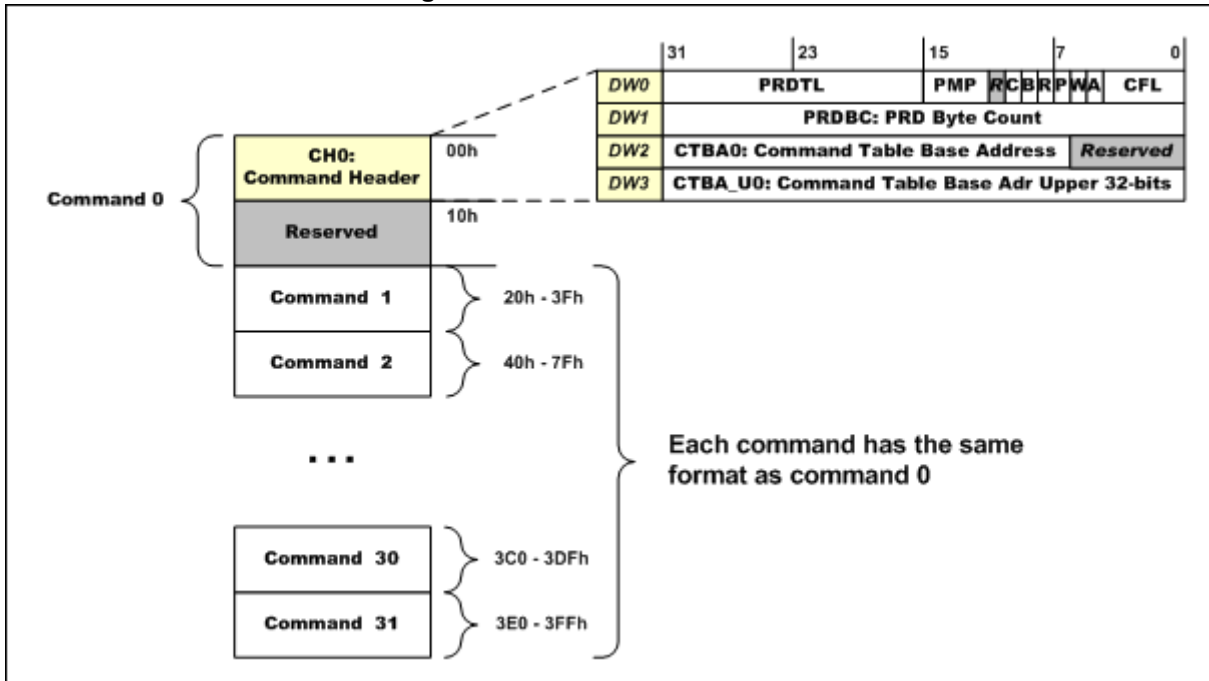 31 23 15 7 0
DW0 PRDTL PMP R C B R P W A CFL
DW1 PRDBC: PRD Byte Count
DW2 CTBA0: Command Table Base Address Reserved
DW3 CTBA_U0: Command Table Base Adr Upper 32-bits
Command 0
CH0:
Command Header
00h
Reserved
10h
Command 1
20h - 3Fh
Command 2
40h - 7Fh
...
Each command has the same
format as command 0
Command 30
3C0 - 3DFh
Command 31
3E0 - 3FFh